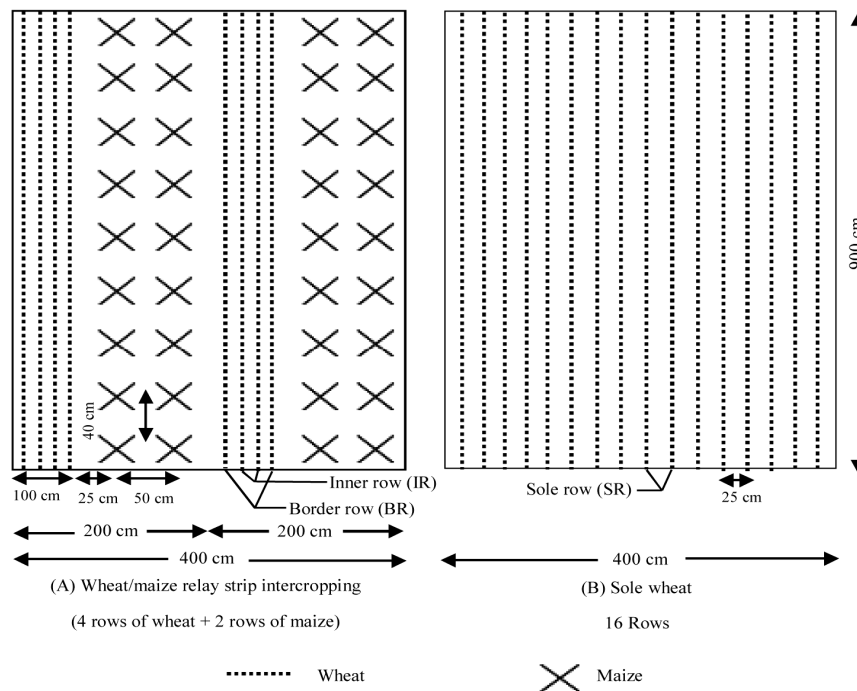 900 cm
40 cm
100 cm
25 cm
50 cm
Inner row (IR)
Border row (BR)
Sole row (SR)
25 cm
200 cm
200 cm
400 cm
400 cm
(A) Wheat/maize relay strip intercropping
(B) Sole wheat
(4 rows of wheat + 2 rows of maize)
16 Rows
Wheat
Maize